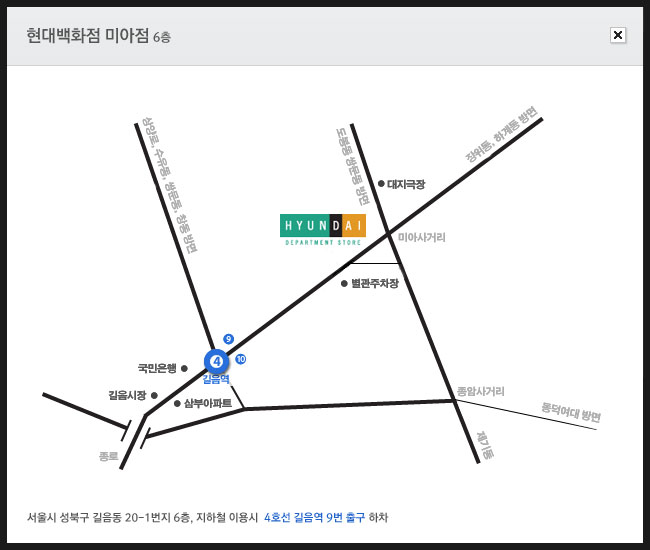 현대백화점 미아점 6층
삼양로, 수유동, 쌍문동, 창동 방면
도봉동 쌍문동 방면
장위동, 하계동 방면
대지극장
HYUNDAI
DEPARTMENT STORE
미아사거리
별관주차장
9
4
10
길음역
국민은행
길음시장
삼부아파트
종암사거리
동덕여대 방면
제기동
종로
서울시 성북구 길음동 20-1번지 6층, 지하철 이용시 4호선 길음역 9번 출구 하차